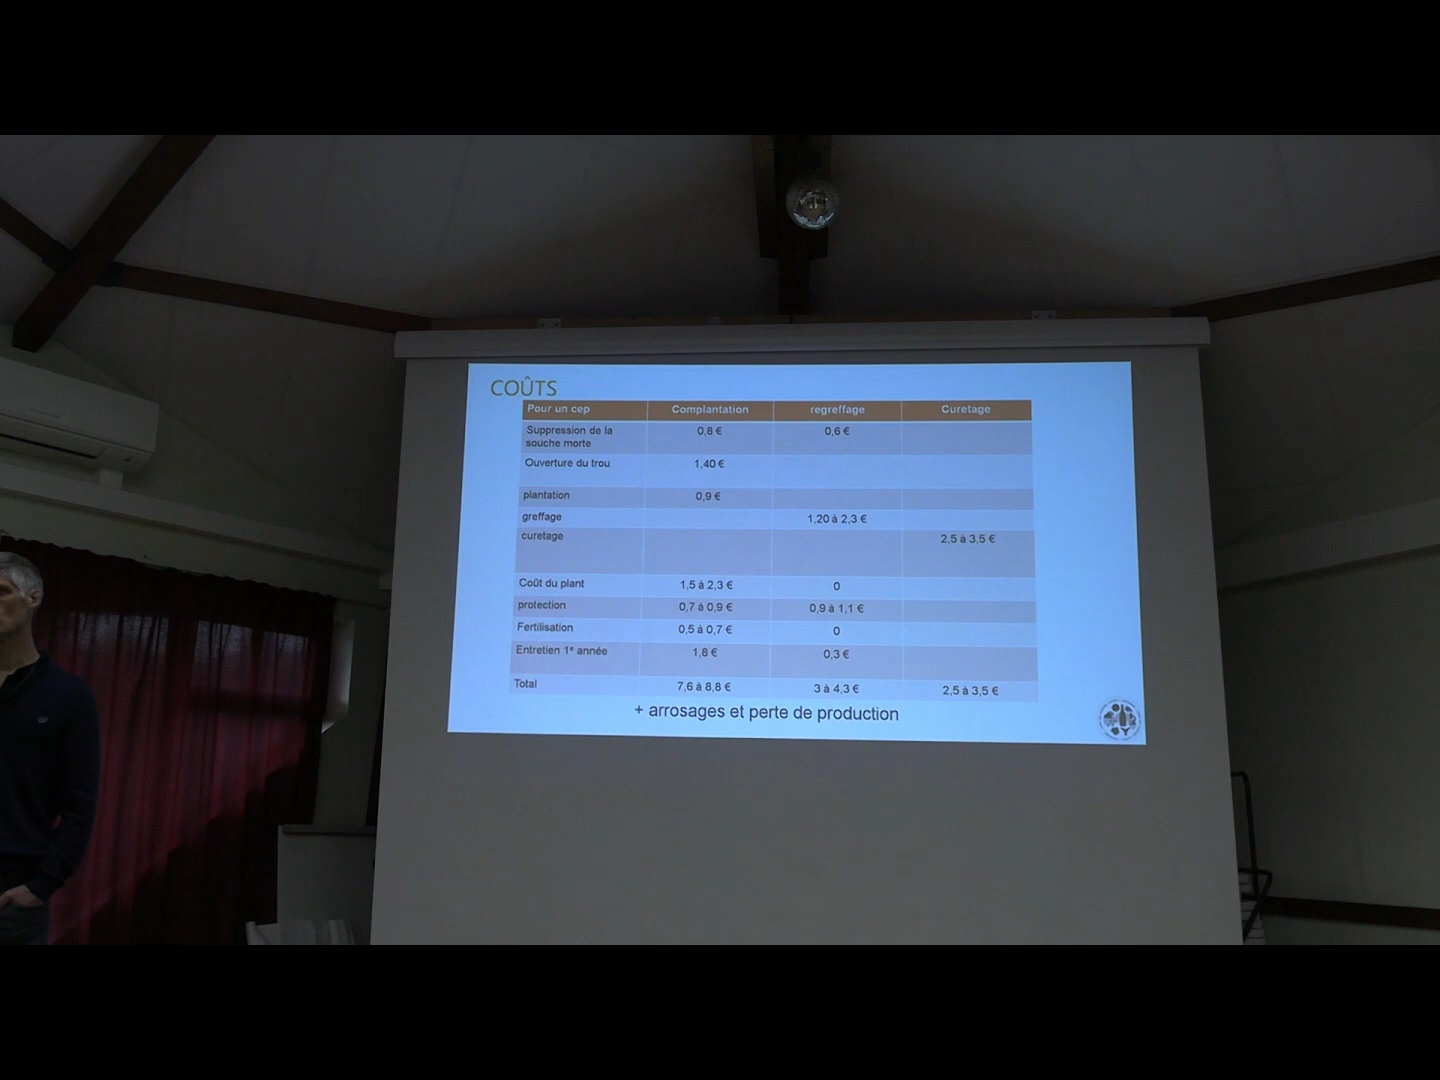 COÛTS
Pour un cep Complantation regreffage Curetage
Suppression de la souche morte 0,8 € 0,6 €
Ouverture du trou 1,40 €
plantation 0,9 €
greffage 1,20 à 2,3 €
curetage 2,5 à 3,5 €
Coût du plant 1,5 à 2,3 € 0
protection 0,7 à 0,9 € 0,9 à 1,1 €
Fertilisation 0,5 à 0,7 € 0
Entretien 1ᵉ année 1,8 € 0,3 €
Total 7,6 à 8,8 € 3 à 4,3 € 2,5 à 3,5 €
+ arrosages et perte de production